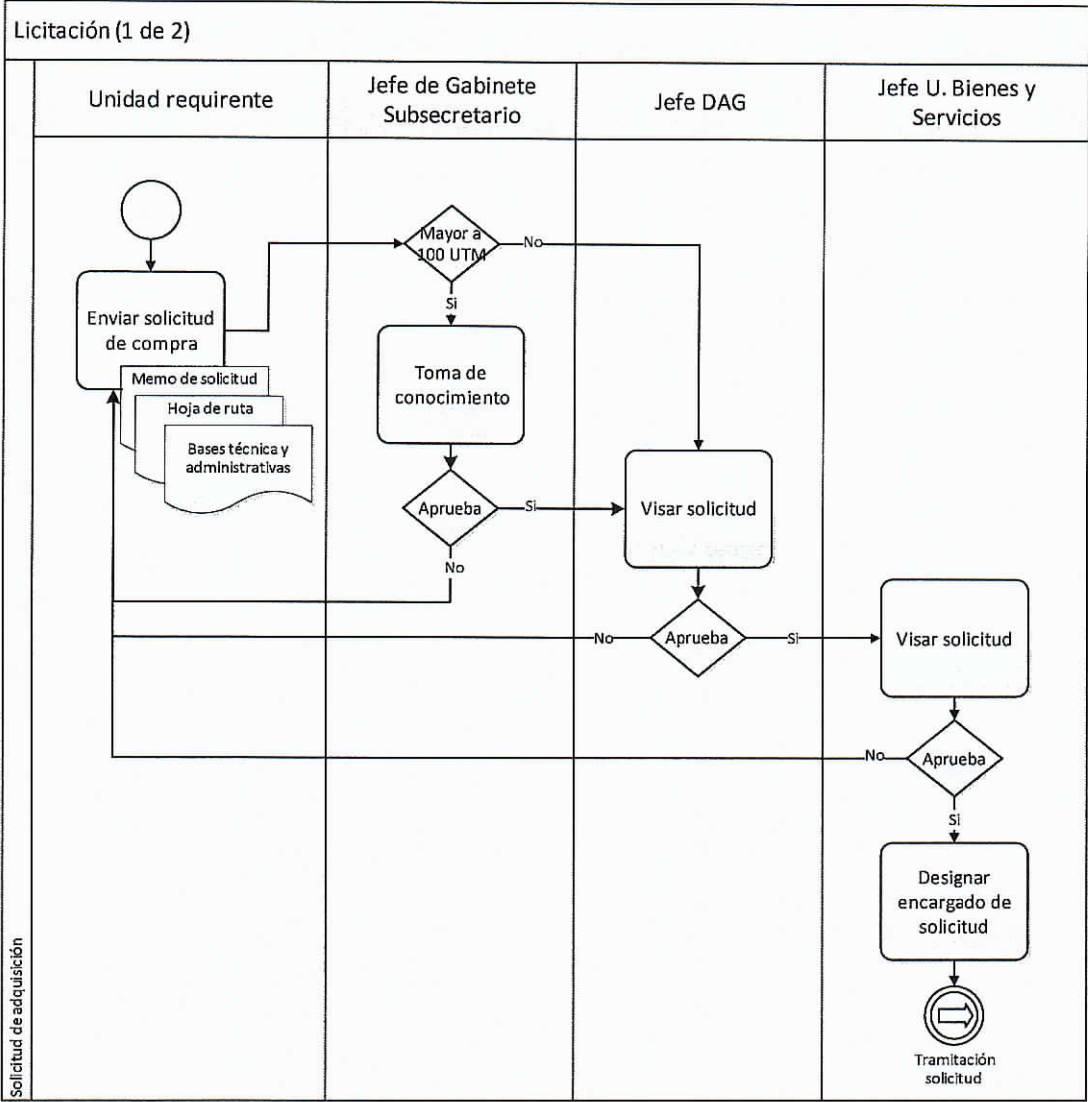 Licitación (1 de 2)
Unidad requirente
Jefe de Gabinete
Subsecretario
Jefe DAG
Jefe U. Bienes y
Servicios
Mayor a
100 UTM
No
Si
Enviar solicitud
de compra
Memo de solicitud
Hoja de ruta
Bases técnica y
administrativas
Toma de
conocimiento
Aprueba
Si
No
Visar solicitud
Aprueba
No
Si
Visar solicitud
Aprueba
No
Si
Designar
encargado de
solicitud
Tramitación
solicitud
Solicitud de adquisición